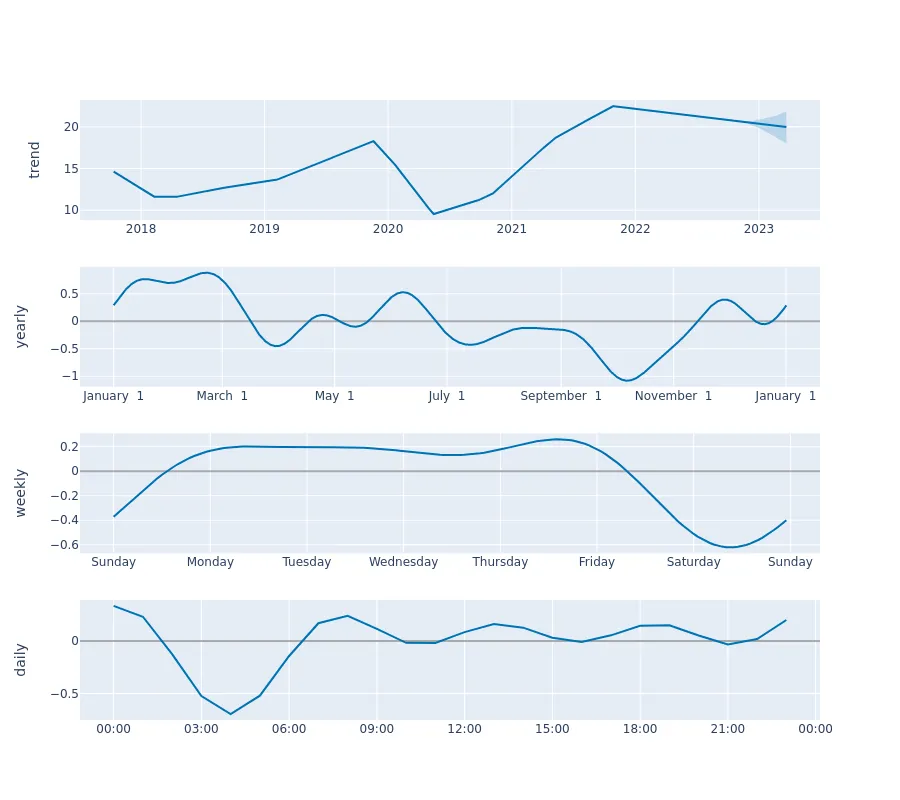 trend
20
15
10
2018 2019 2020 2021 2022 2023
yearly
0.5
0
−0.5
−1
January 1 March 1 May 1 July 1 September 1 November 1 January 1
weekly
0.2
0
−0.2
−0.4
−0.6
Sunday Monday Tuesday Wednesday Thursday Friday Saturday Sunday
daily
0
−0.5
00:00 03:00 06:00 09:00 12:00 15:00 18:00 21:00 00:00